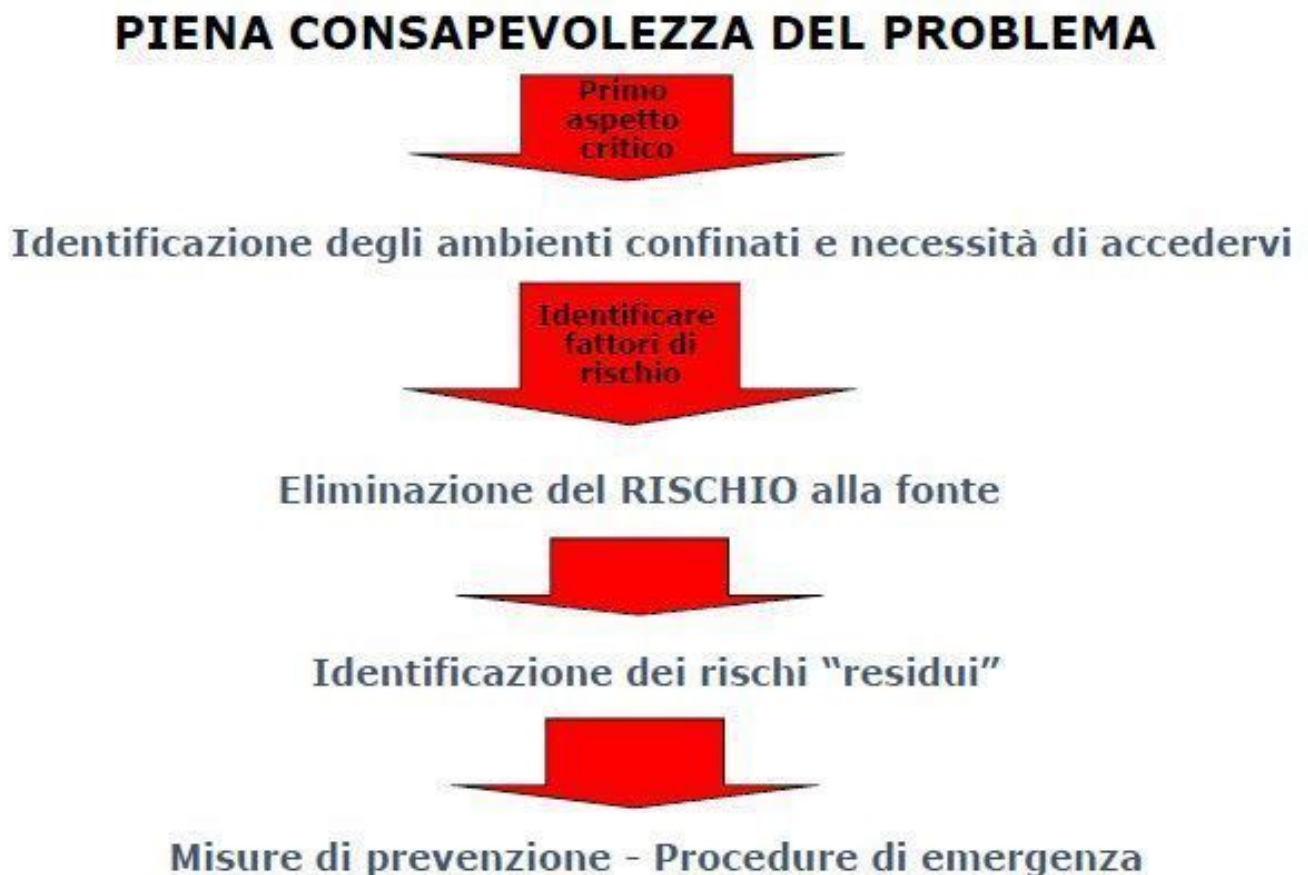 PIENA CONSAPEVOLEZZA DEL PROBLEMA
Primo
aspetto
critico
Identificazione degli ambienti confinati e necessità di accedervi
Identificare
fattori di
rischio
Eliminazione del RISCHIO alla fonte
Identificazione dei rischi “residui”
Misure di prevenzione - Procedure di emergenza